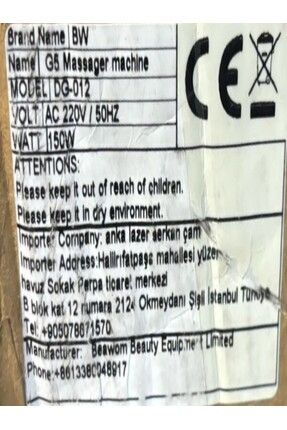 Brand Name BW
Name G5 Massager machine
MODEL DG-012
VOLT AC 220V / 50HZ
WATT 150W
CE
ATTENTIONS:
Please keep it out of reach of children.
Please keep it in dry environment.
Importer Company: anka lazer serkan çam
Importer Address:Halilrifatpaşa mahallesi yüzer
havuz Sokak Perpa ticaret merkezi
B blok kat 12 numara 2124 Okmeydanı Şişli İstanbul Türkiye
Tel: +905078671570
Manufacturer: Beawom Beauty Equipment Limited
Phone:+8613380048917